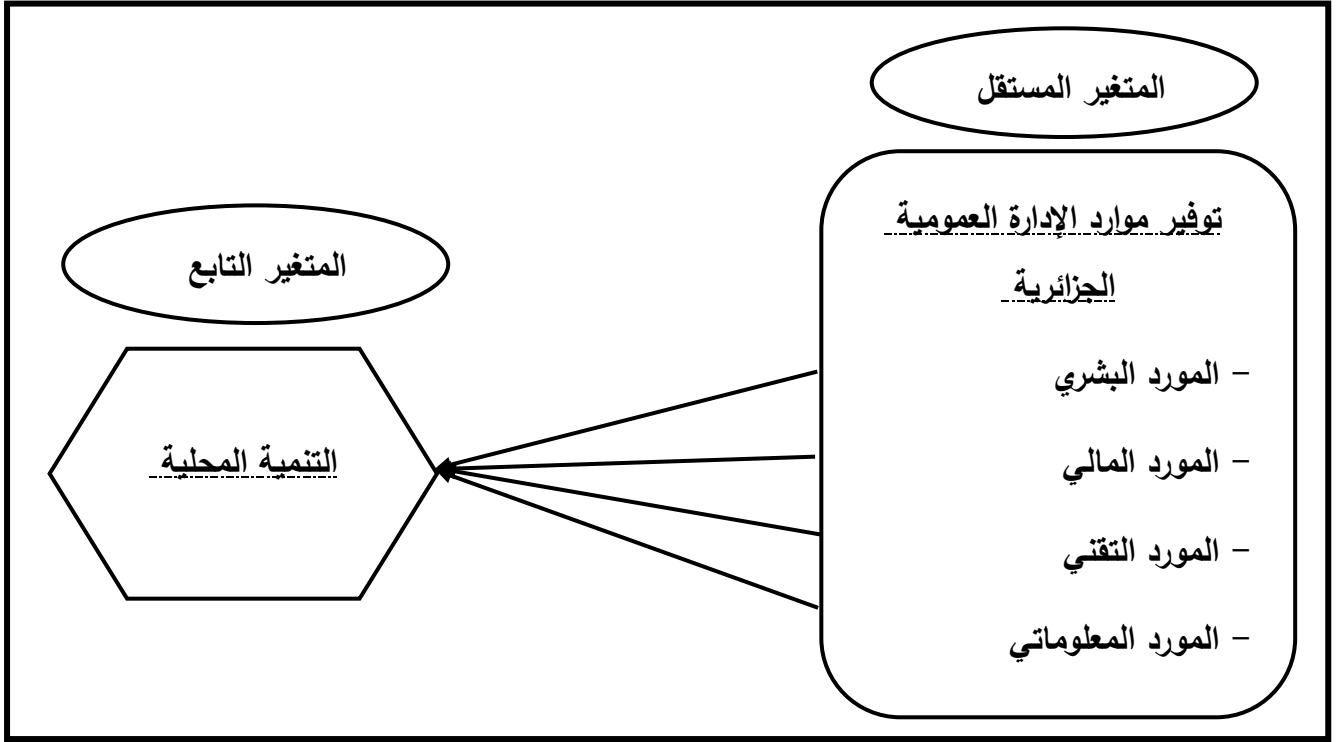 المتغير المستقل
توفير موارد الإدارة العمومية
الجزائرية
– المورد البشري
– المورد المالي
– المورد التقني
– المورد المعلوماتي
المتغير التابع
التنمية المحلية